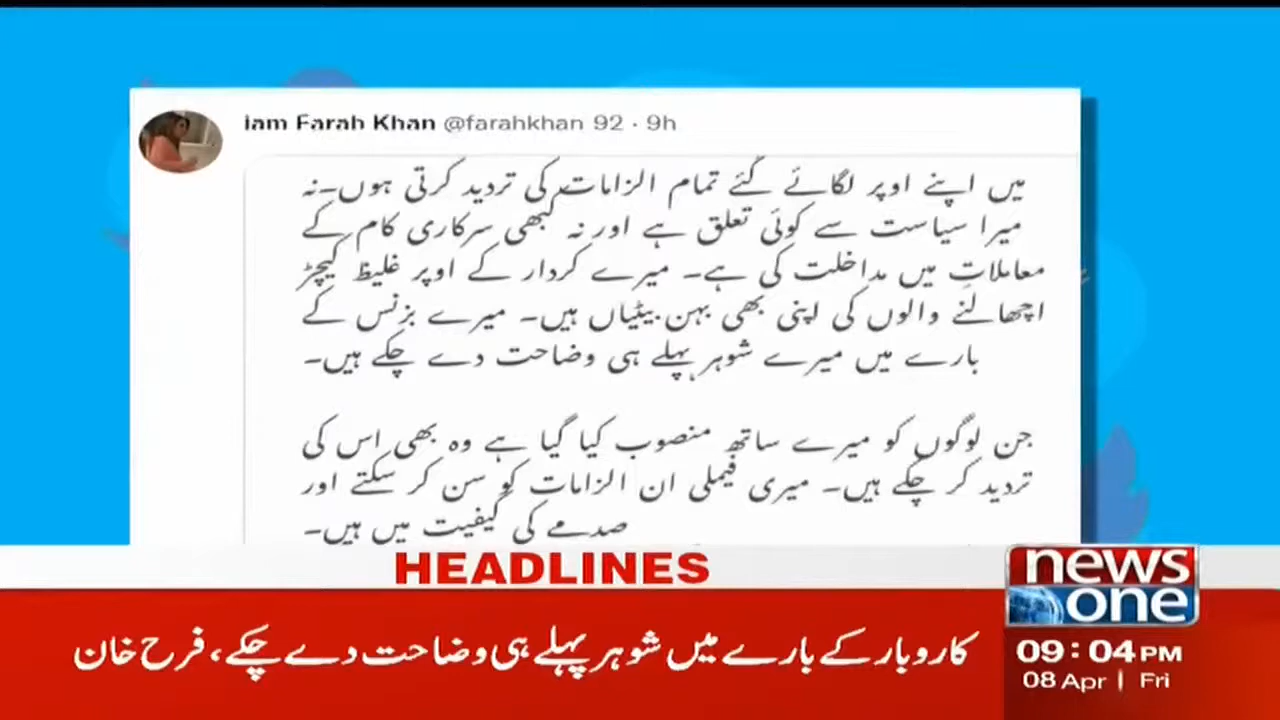 iam Farah Khan @farahkhan 92 · 9h
میں اپنے اوپر لگائے گئے تمام الزامات کی تردید کرتی ہوں۔ نہ
میرا سیاست سے کوئی تعلق ہے اور نہ کبھی سرکاری کام کے
معاملات میں مداخلت کی ہے۔ میرے کردار کے اوپر غلیظ کیچڑ
اچھالنے والوں کی اپنی بھی بہن بیٹیاں ہیں۔ میرے بزنس کے
بارے میں میرے شوہر پہلے ہی وضاحت دے چکے ہیں۔
جن لوگوں کو میرے ساتھ منصوب کیا گیا ہے وہ بھی اس کی
تردید کر چکے ہیں۔ میری فیملی ان الزامات کو سن کر سکتے اور
صدمے کی کیفیت میں ہیں۔
HEADLINES
news
one
کاروبار کے بارے میں شوہر پہلے ہی وضاحت دے چکے، فرح خان
09:04 PM
08 Apr | Fri